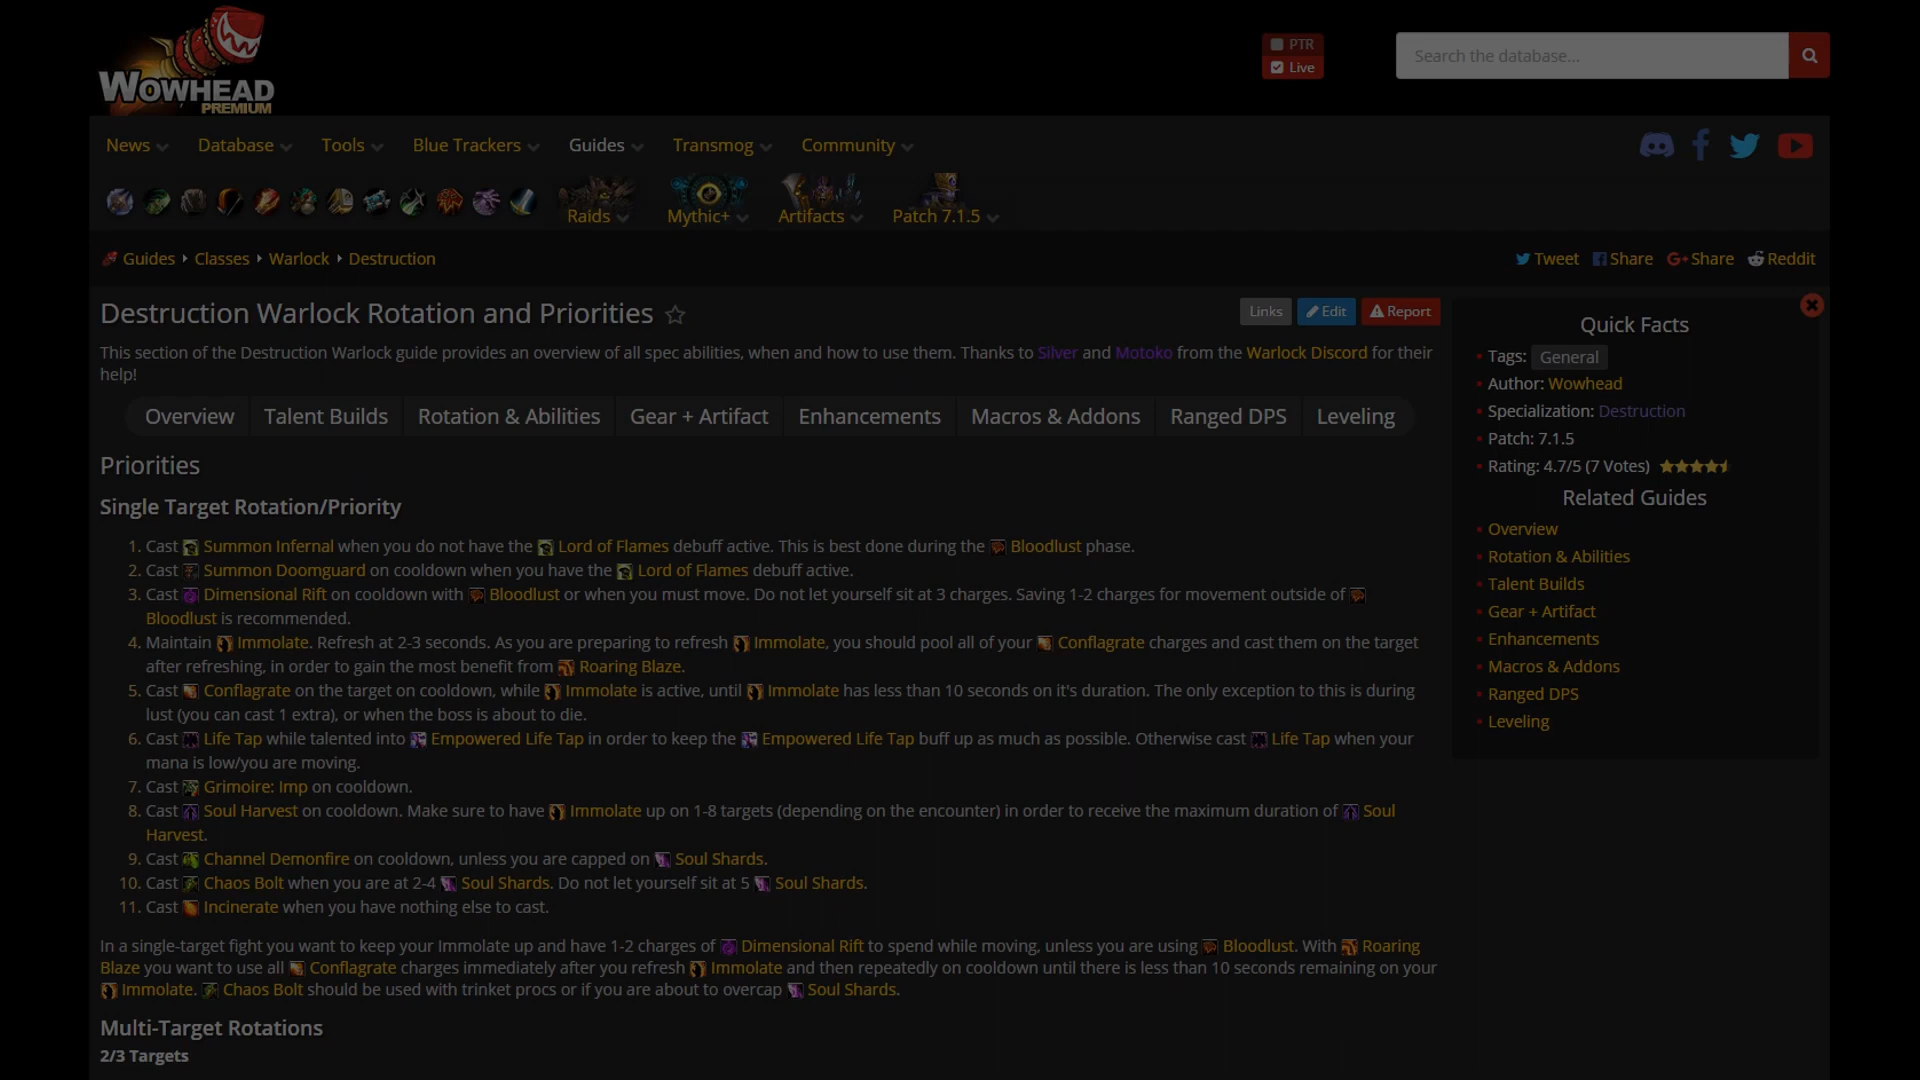 WOWHEAD
PREMIUM
PTR
Live
Search the database...
News Database Tools Blue Trackers Guides Transmog Community
Raids Mythic+ Artifacts Patch 7.1.5
Guides Classes Warlock Destruction
Tweet Share Share Reddit
Destruction Warlock Rotation and Priorities
Links Edit Report
This section of the Destruction Warlock guide provides an overview of all spec abilities, when and how to use them. Thanks to Silver and Motoko from the Warlock Discord for their
help!
Overview Talent Builds Rotation & Abilities Gear + Artifact Enhancements Macros & Addons Ranged DPS Leveling
Priorities
Single Target Rotation/Priority
1. Cast Summon Infernal when you do not have the Lord of Flames debuff active. This is best done during the Bloodlust phase.
2. Cast Summon Doomguard on cooldown when you have the Lord of Flames debuff active.
3. Cast Dimensional Rift on cooldown with Bloodlust or when you must move. Do not let yourself sit at 3 charges. Saving 1-2 charges for movement outside of
Bloodlust is recommended.
4. Maintain Immolate. Refresh at 2-3 seconds. As you are preparing to refresh Immolate, you should pool all of your Conflagrate charges and cast them on the target
after refreshing, in order to gain the most benefit from Roaring Blaze.
5. Cast Conflagrate on the target on cooldown, while Immolate is active, until Immolate has less than 10 seconds on it's duration. The only exception to this is during
lust (you can cast 1 extra), or when the boss is about to die.
6. Cast Life Tap while talented into Empowered Life Tap in order to keep the Empowered Life Tap buff up as much as possible. Otherwise cast Life Tap when your
mana is low/you are moving.
7. Cast Grimoire: Imp on cooldown.
8. Cast Soul Harvest on cooldown. Make sure to have Immolate up on 1-8 targets (depending on the encounter) in order to receive the maximum duration of Soul
Harvest.
9. Cast Channel Demonfire on cooldown, unless you are capped on Soul Shards.
10. Cast Chaos Bolt when you are at 2-4 Soul Shards. Do not let yourself sit at 5 Soul Shards.
11. Cast Incinerate when you have nothing else to cast.
In a single-target fight you want to keep your Immolate up and have 1-2 charges of Dimensional Rift to spend while moving, unless you are using Bloodlust. With Roaring
Blaze you want to use all Conflagrate charges immediately after you refresh Immolate and then repeatedly on cooldown until there is less than 10 seconds remaining on your
Immolate. Chaos Bolt should be used with trinket procs or if you are about to overcap Soul Shards.
Multi-Target Rotations
2/3 Targets
Quick Facts
Tags: General
Author: Wowhead
Specialization: Destruction
Patch: 7.1.5
Rating: 4.7/5 (7 Votes)
Related Guides
Overview
Rotation & Abilities
Talent Builds
Gear + Artifact
Enhancements
Macros & Addons
Ranged DPS
Leveling